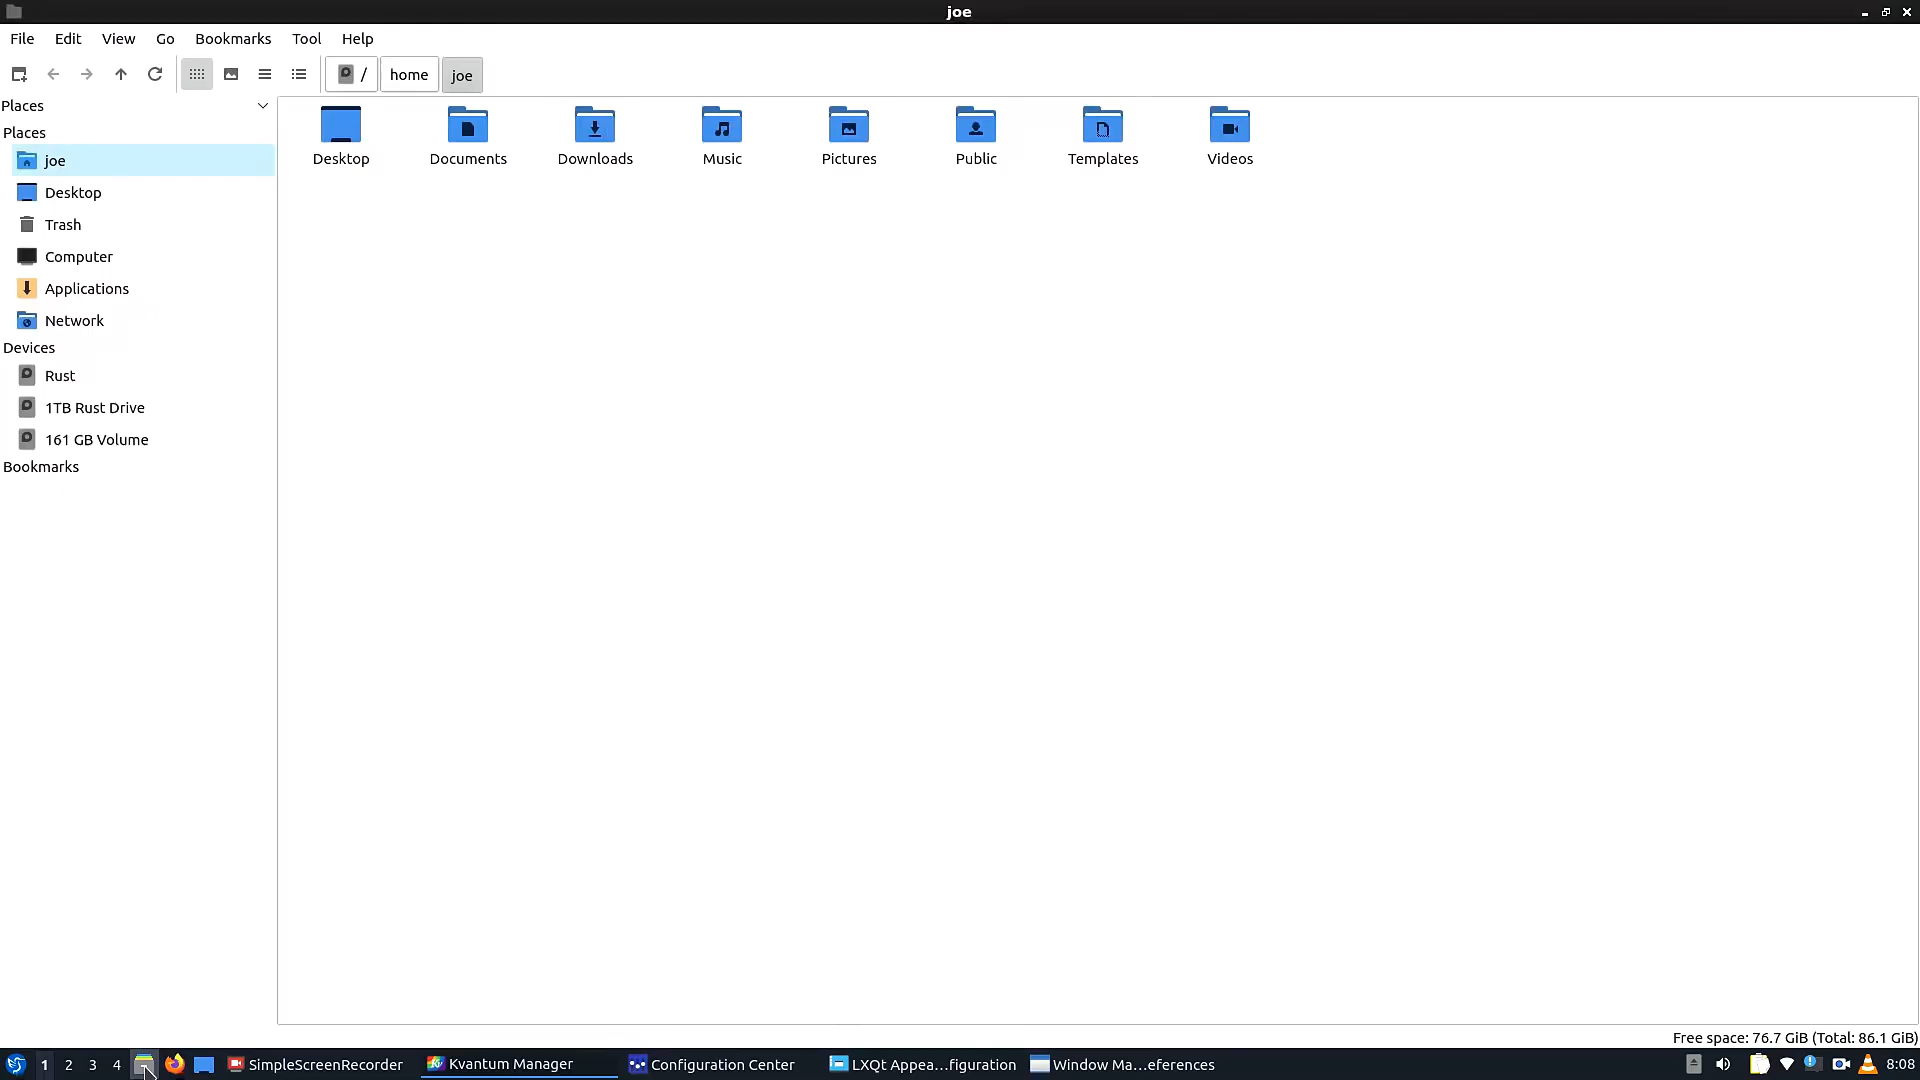 joe
File Edit View Go Bookmarks Tool Help
/ home joe
Places
Places
joe
Desktop
Trash
Computer
Applications
Network
Devices
Rust
1TB Rust Drive
161 GB Volume
Bookmarks
Desktop Documents Downloads Music Pictures Public Templates Videos
Free space: 76.7 GiB (Total: 86.1 GiB)
1 2 3 4 SimpleScreenRecorder Kvantum Manager Configuration Center LXQt Appea...figuration Window Ma...eferences 8:08